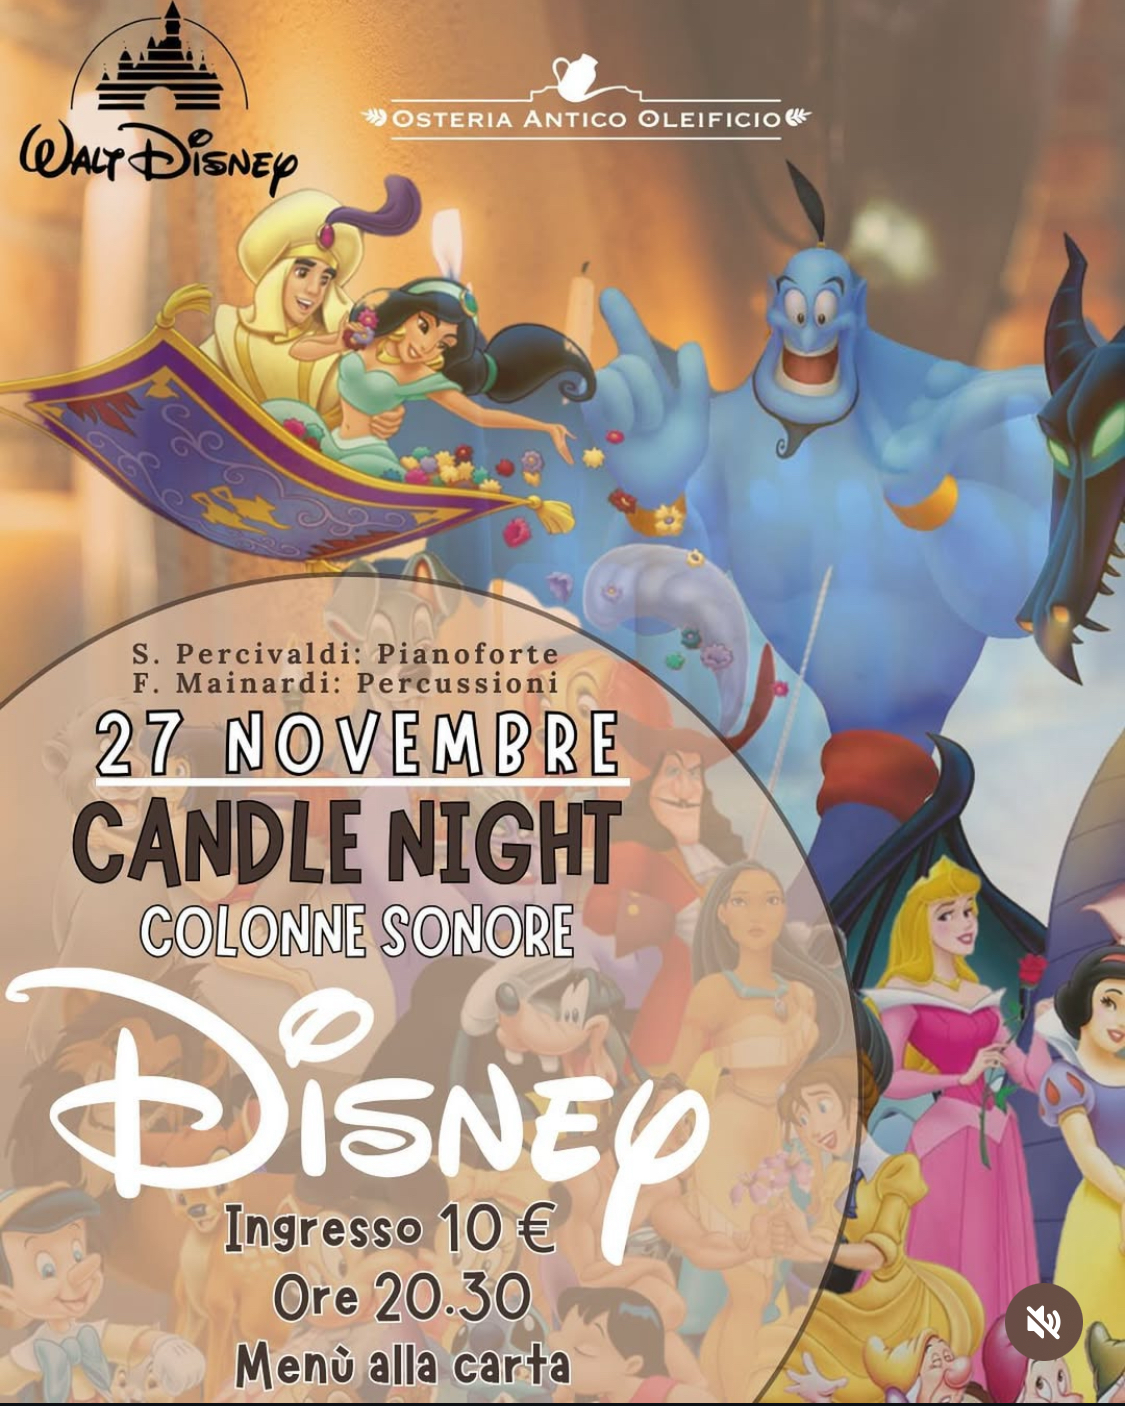 WALT DISNEY
OSTERIA ANTICO OLEIFICIO
S. Percivaldi: Pianoforte
F. Mainardi: Percussioni
27 NOVEMBRE
CANDLE NIGHT
COLONNE SONORE
DISNEY
Ingresso 10 €
Ore 20.30
Menù alla carta